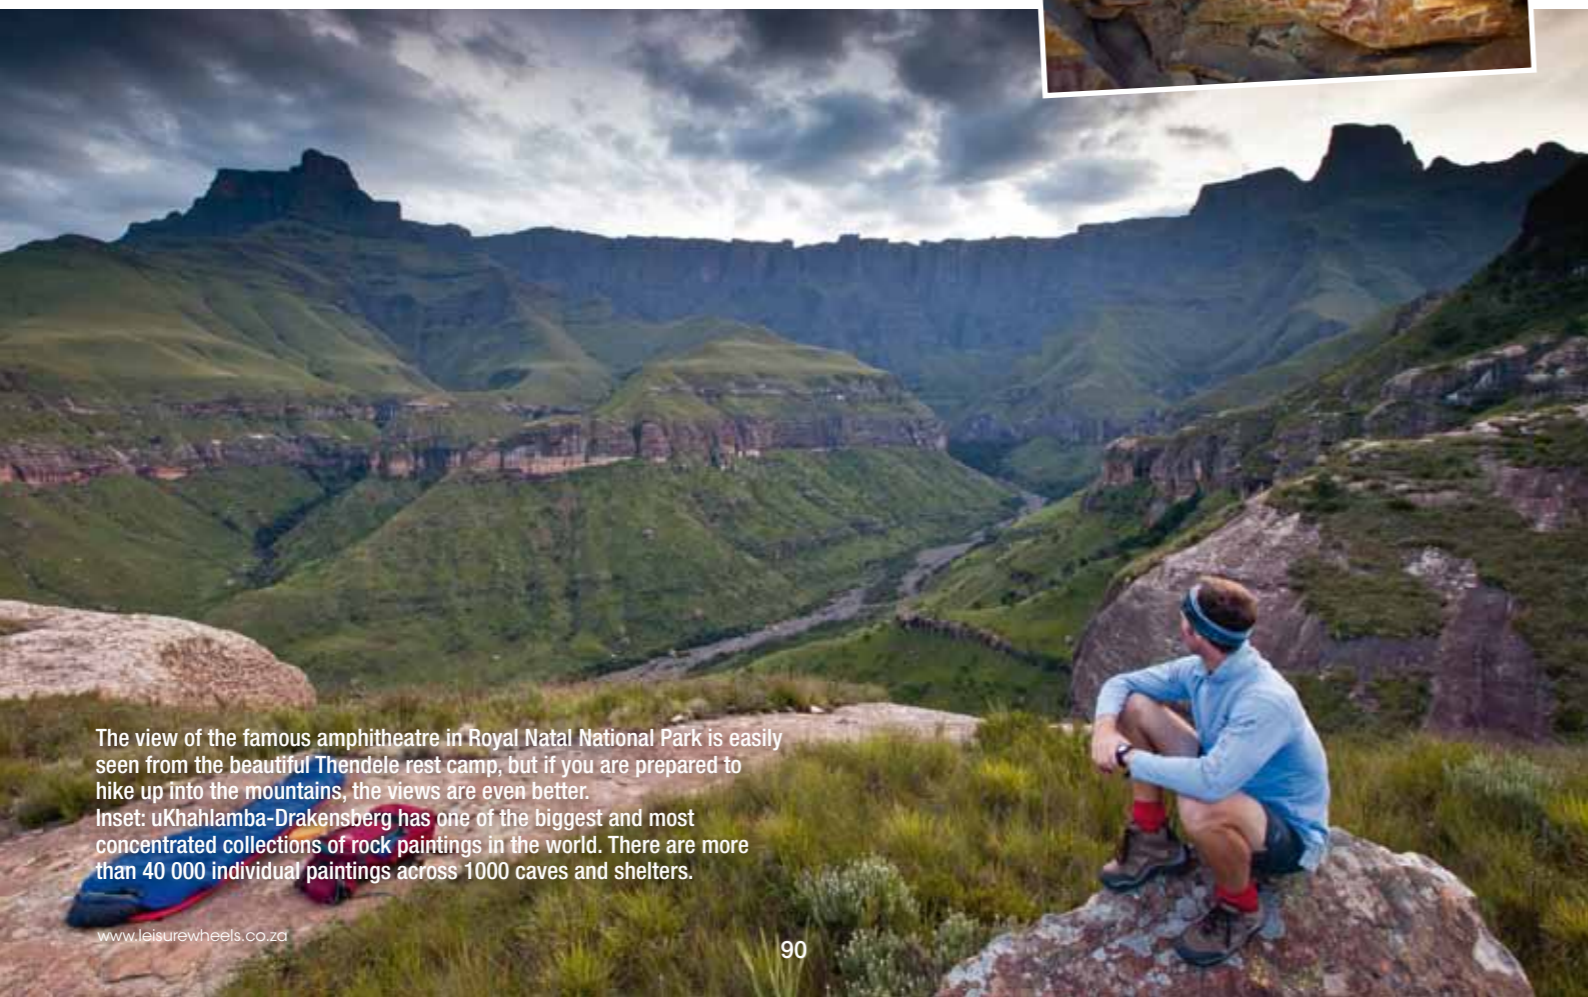 The view of the famous amphitheatre in Royal Natal National Park is easily
seen from the beautiful Thendele rest camp, but if you are prepared to
hike up into the mountains, the views are even better.
Inset: uKhahlamba-Drakensberg has one of the biggest and most
concentrated collections of rock paintings in the world. There are more
than 40 000 individual paintings across 1000 caves and shelters.
www.leisurewheels.co.za
90